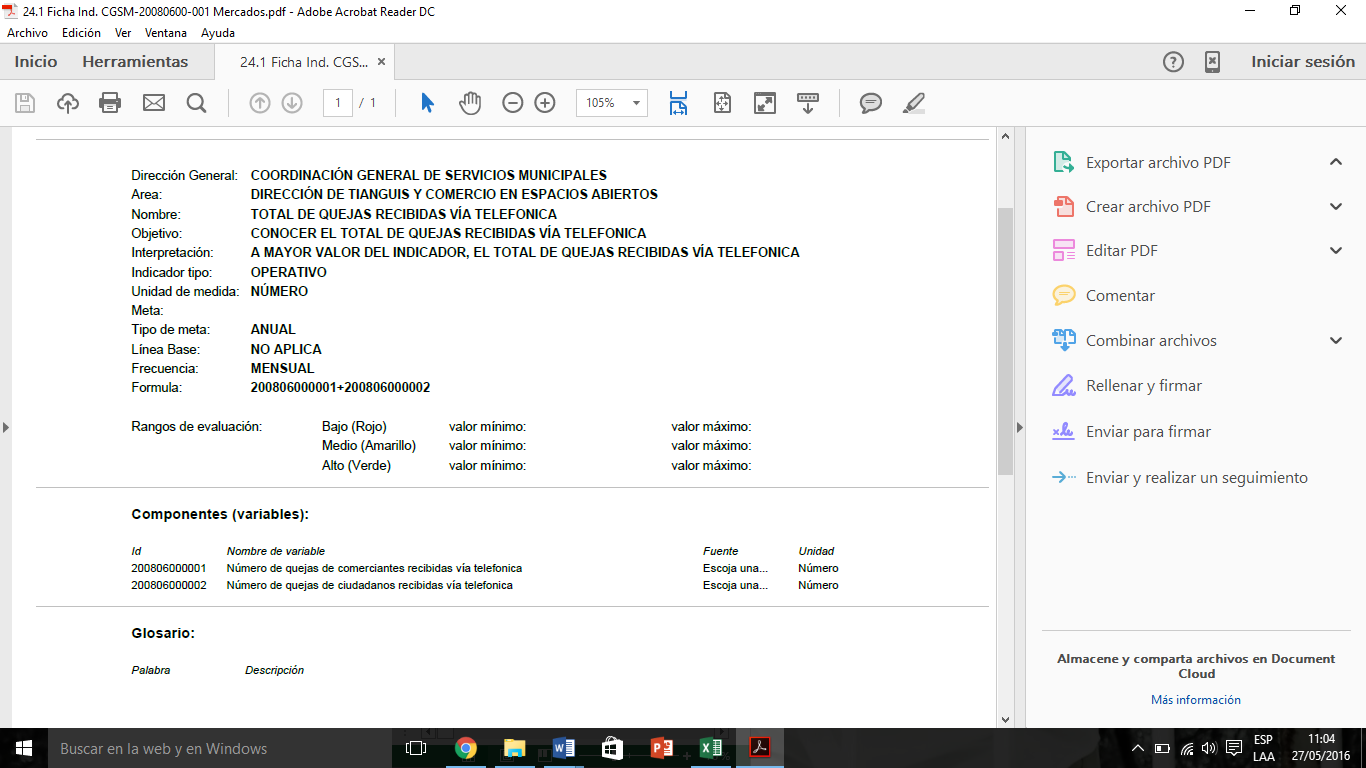 24.1 Ficha Ind. CGSM-20080600-001 Mercados.pdf - Adobe Acrobat Reader DC
Archivo Edición Ver Ventana Ayuda
Inicio Herramientas 24.1 Ficha Ind. CGS... × Iniciar sesión
1 / 1 105%
Dirección General: COORDINACIÓN GENERAL DE SERVICIOS MUNICIPALES
Area: DIRECCIÓN DE TIANGUIS Y COMERCIO EN ESPACIOS ABIERTOS
Nombre: TOTAL DE QUEJAS RECIBIDAS VÍA TELEFONICA
Objetivo: CONOCER EL TOTAL DE QUEJAS RECIBIDAS VÍA TELEFONICA
Interpretación: A MAYOR VALOR DEL INDICADOR, EL TOTAL DE QUEJAS RECIBIDAS VÍA TELEFONICA
Indicador tipo: OPERATIVO
Unidad de medida: NÚMERO
Meta:
Tipo de meta: ANUAL
Línea Base: NO APLICA
Frecuencia: MENSUAL
Formula: 200806000001+200806000002
Rangos de evaluación: Bajo (Rojo) valor mínimo: valor máximo:
Medio (Amarillo) valor mínimo: valor máximo:
Alto (Verde) valor mínimo: valor máximo:
Componentes (variables):
Id Nombre de variable Fuente Unidad
200806000001 Número de quejas de comerciantes recibidas vía telefonica Escoja una... Número
200806000002 Número de quejas de ciudadanos recibidas vía telefonica Escoja una... Número
Glosario:
Palabra Descripción
Exportar archivo PDF
Crear archivo PDF
Editar PDF
Comentar
Combinar archivos
Rellenar y firmar
Enviar para firmar
Enviar y realizar un seguimiento
Almacene y comparta archivos en Document
Cloud
Más información
Buscar en la web y en Windows
ESP
LAA
11:04
27/05/2016